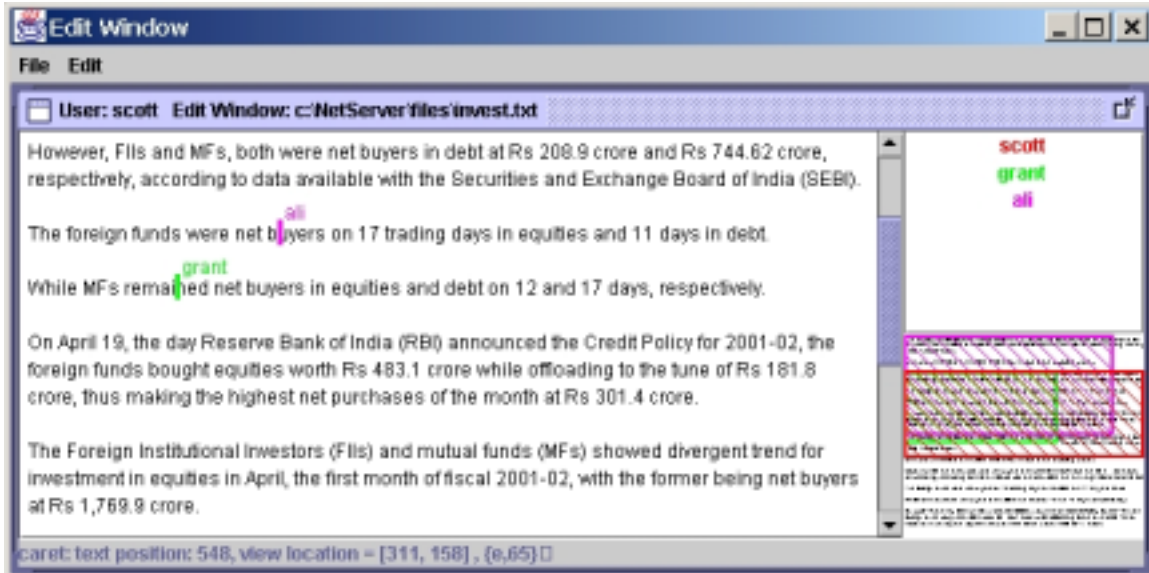 Edit Window
File Edit
User: scott Edit Window: c:\NetServer\files\invest.txt
However, FIIs and MFs, both were net buyers in debt at Rs 208.9 crore and Rs 744.62 crore,
respectively, according to data available with the Securities and Exchange Board of India (SEBI).
ali
The foreign funds were net buyers on 17 trading days in equities and 11 days in debt.
grant
While MFs remained net buyers in equities and debt on 12 and 17 days, respectively.
On April 19, the day Reserve Bank of India (RBI) announced the Credit Policy for 2001-02, the
foreign funds bought equities worth Rs 483.1 crore while offloading to the tune of Rs 181.8
crore, thus making the highest net purchases of the month at Rs 301.4 crore.
The Foreign Institutional Investors (FIIs) and mutual funds (MFs) showed divergent trend for
investment in equities in April, the first month of fiscal 2001-02, with the former being net buyers
at Rs 1,769.9 crore.
scott
grant
ali
caret: text position: 548, view location = [311, 158] , {e,65}